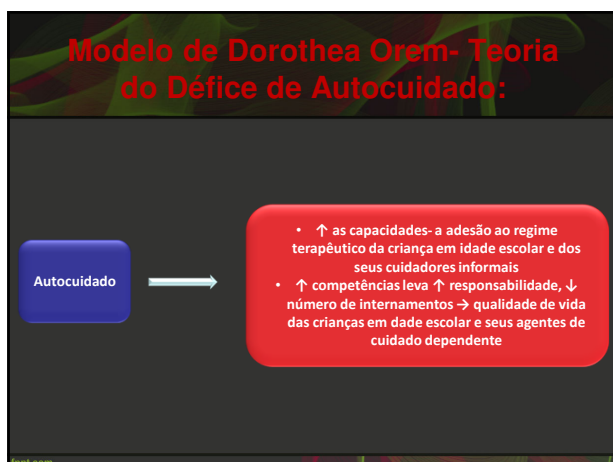 Modelo de Dorothea Orem- Teoria
do Défice de Autocuidado:
Autocuidado
• ↑ as capacidades- a adesão ao regime
terapêutico da criança em idade escolar e dos
seus cuidadores informais
• ↑ competências leva ↑ responsabilidade, ↓
número de internamentos → qualidade de vida
das crianças em dade escolar e seus agentes de
cuidado dependente